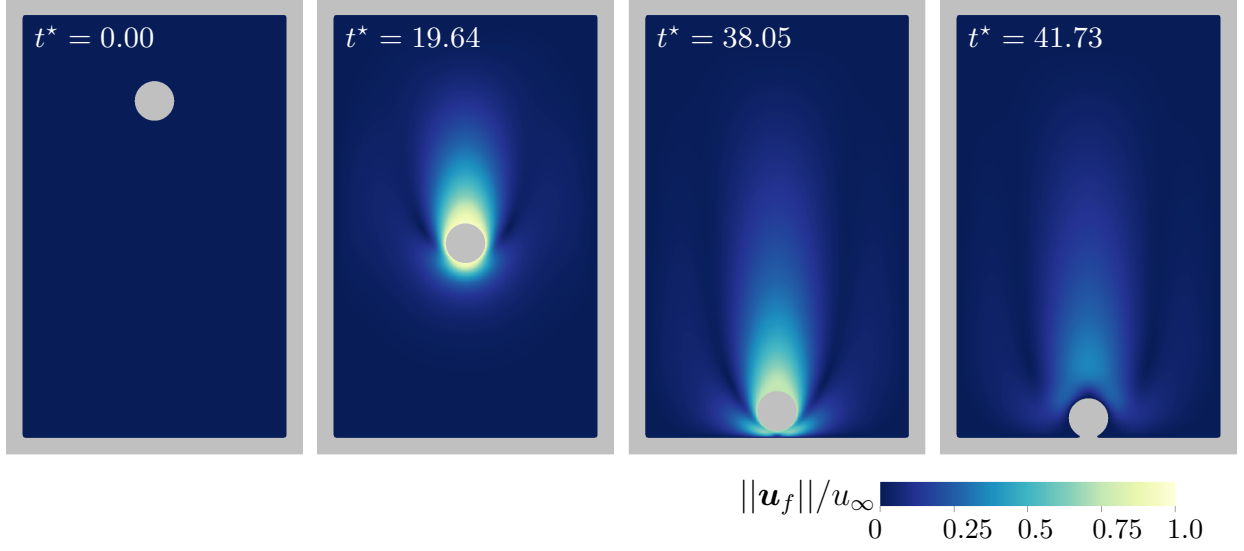 t⋆ = 0.00
t⋆ = 19.64
t⋆ = 38.05
t⋆ = 41.73
||u_f||/u_∞
0 0.25 0.5 0.75 1.0